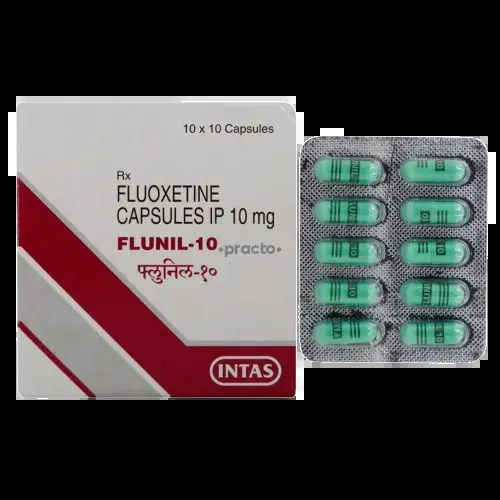 10 x 10 Capsules
Rx
FLUOXETINE
CAPSULES IP 10 mg
FLUNIL-10
•practo•
फ्लुनिल-१०
INTAS